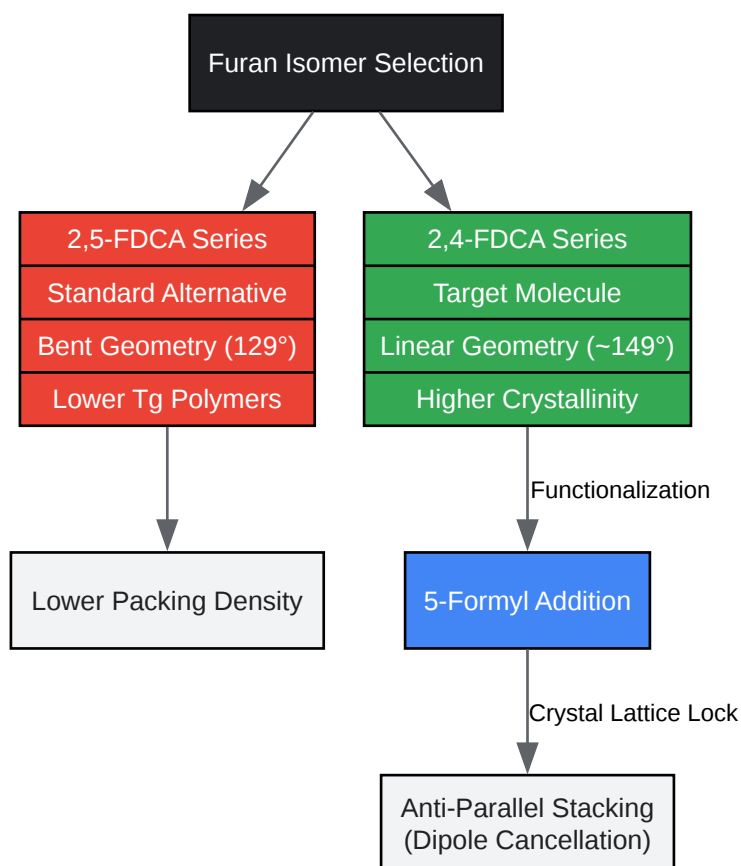 Furan Isomer Selection
2,5-FDCA Series
Standard Alternative
Bent Geometry (129°)
Lower Tg Polymers
2,4-FDCA Series
Target Molecule
Linear Geometry (~149°)
Higher Crystallinity
Functionalization
Lower Packing Density
5-Formyl Addition
Crystal Lattice Lock
Anti-Parallel Stacking
(Dipole Cancellation)